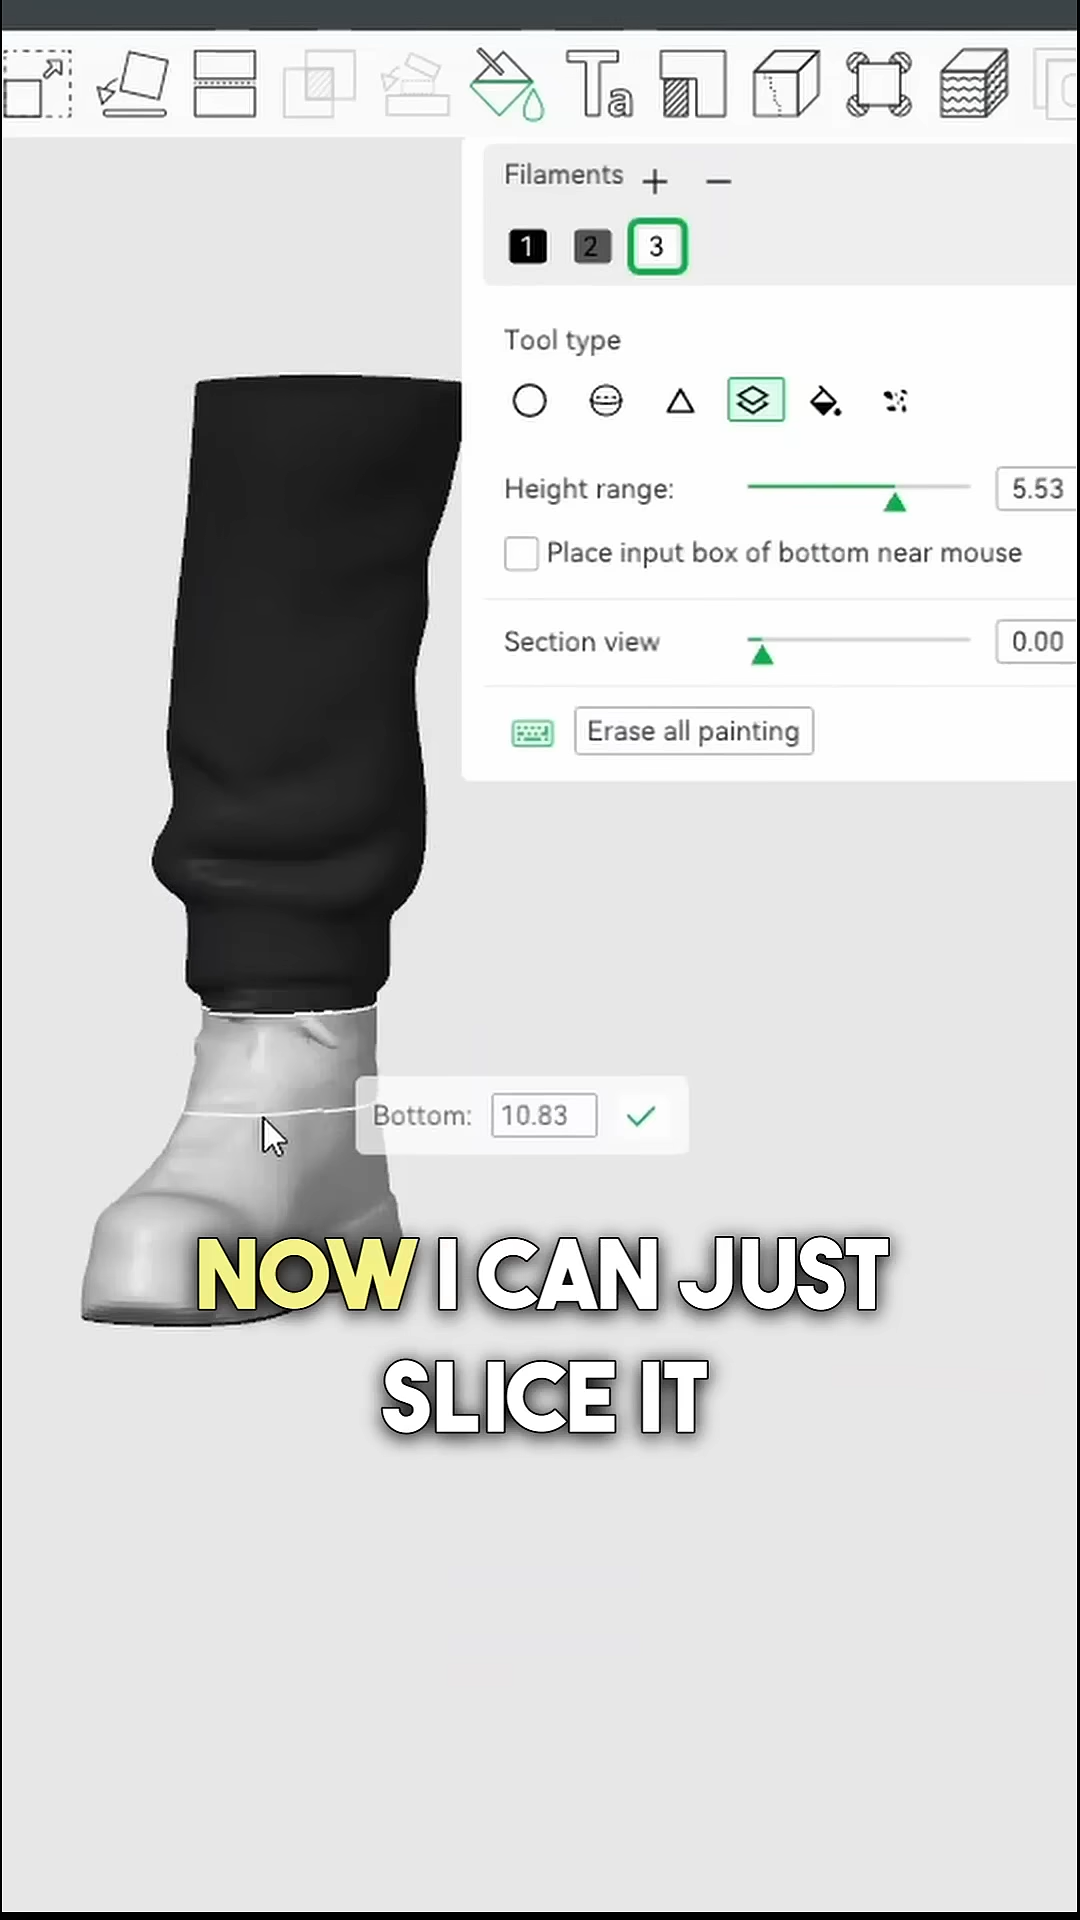 Ta
Filaments + −
1 2 3
Tool type
Height range: 5.53
Place input box of bottom near mouse
Section view 0.00
Erase all painting
Bottom: 10.83
NOW I CAN JUST
SLICE IT